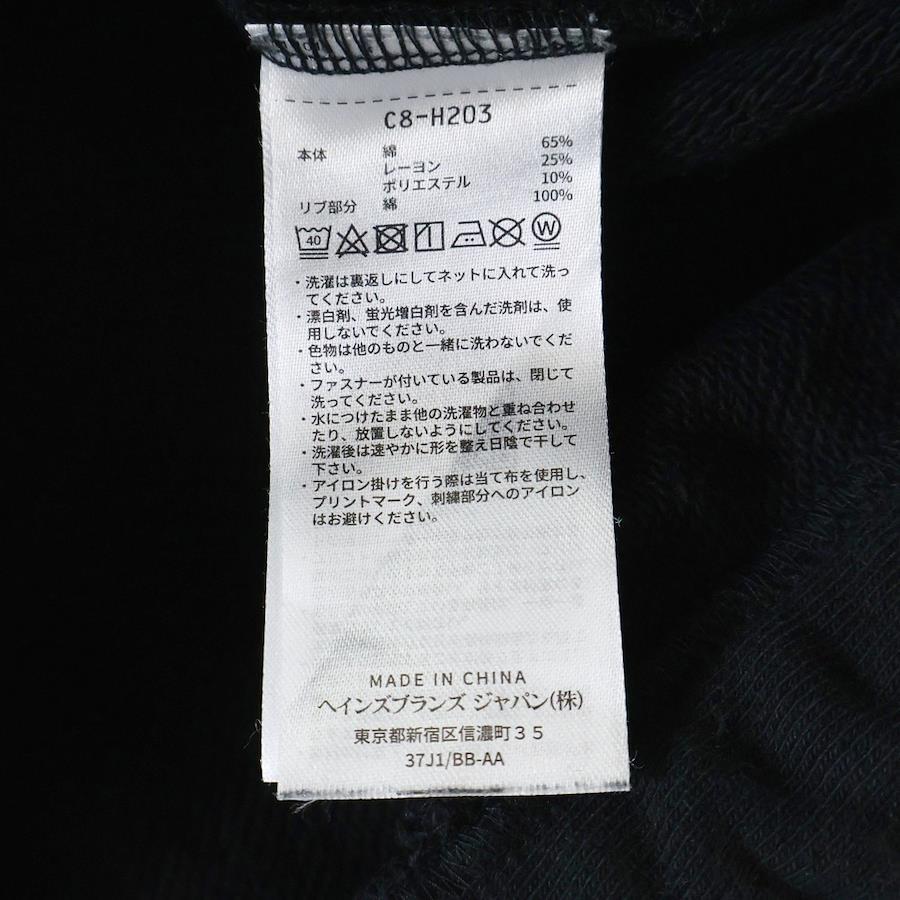 C8-H203
本体 綿 65%
レーヨン 25%
ポリエステル 10%
リブ部分 綿 100%
40 W
・洗濯は裏返しにしてネットに入れて洗っ
てください。
・漂白剤、蛍光増白剤を含んだ洗剤は、使
用しないでください。
・色物は他のものと一緒に洗わないでくだ
さい。
・ファスナーが付いている製品は、閉じて
洗ってください。
・水につけたまま他の洗濯物と重ね合わせ
たり、放置しないようにしてください。
・洗濯後は速やかに形を整え日陰で干して
下さい。
・アイロン掛けを行う際は当て布を使用し、
プリントマーク、刺繍部分へのアイロン
はお避けください。
MADE IN CHINA
ヘインズブランズ ジャパン(株)
東京都新宿区信濃町35
37J1/BB-AA